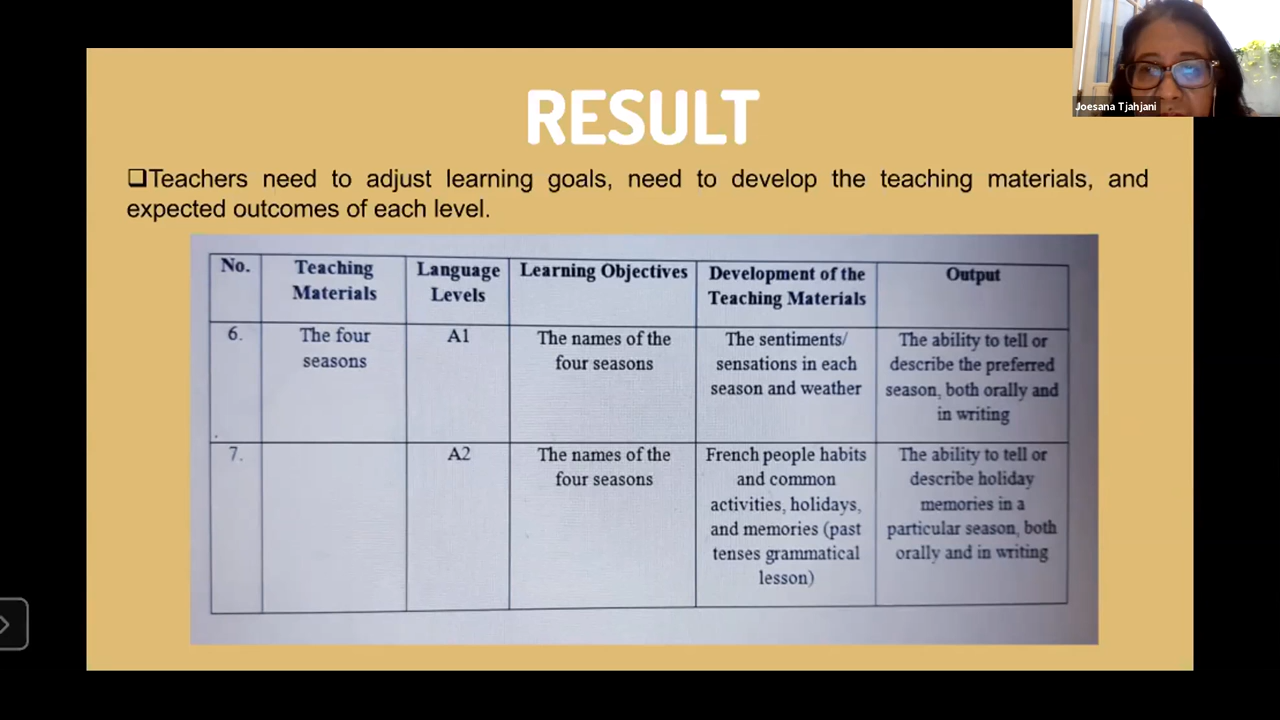 Joesana Tjahjani
RESULT
❑Teachers need to adjust learning goals, need to develop the teaching materials, and
expected outcomes of each level.
No.
Teaching
Materials
Language
Levels
Learning Objectives
Development of the
Teaching Materials
Output
6.
The four
seasons
A1
The names of the
four seasons
The sentiments/
sensations in each
season and weather
The ability to tell or
describe the preferred
season, both orally and
in writing
7.
A2
The names of the
four seasons
French people habits
and common
activities, holidays,
and memories (past
tenses grammatical
lesson)
The ability to tell or
describe holiday
memories in a
particular season, both
orally and in writing